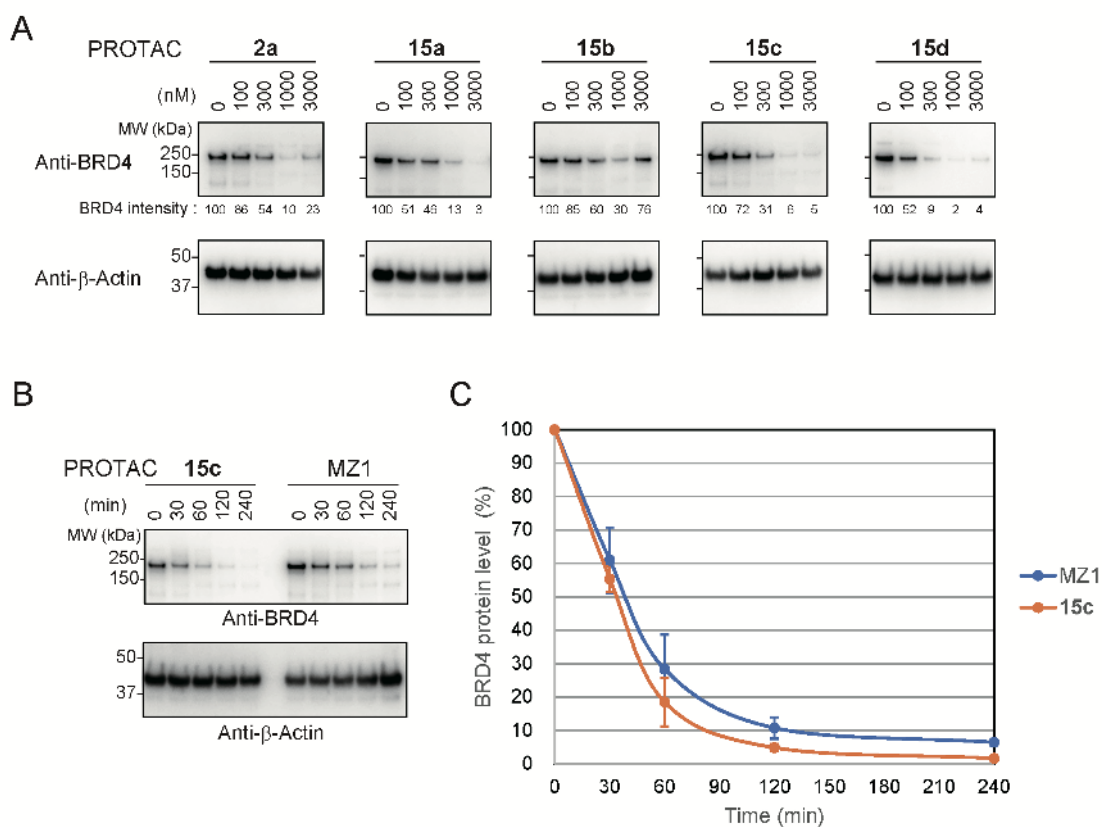 A
PROTAC 2a 15a 15b 15c 15d
(nM) 0 100 300 1000 3000 0 100 300 1000 3000 0 100 300 1000 3000 0 100 300 1000 3000 0 100 300 1000 3000
MW (kDa)
Anti-BRD4 250
150
BRD4 intensity : 100 86 54 10 23 100 51 46 13 3 100 85 60 30 76 100 72 31 6 5 100 52 9 2 4
50
Anti-β-Actin
37
B
PROTAC 15c MZ1
(min) 0 30 60 120 240 0 30 60 120 240
MW (kDa)
250
150
Anti-BRD4
50
37
Anti-β-Actin
C
100
90
80
70
60
50
40
30
20
10
0
BRD4 protein level (%)
0 30 60 90 120 150 180 210 240
Time (min)
MZ1
15c